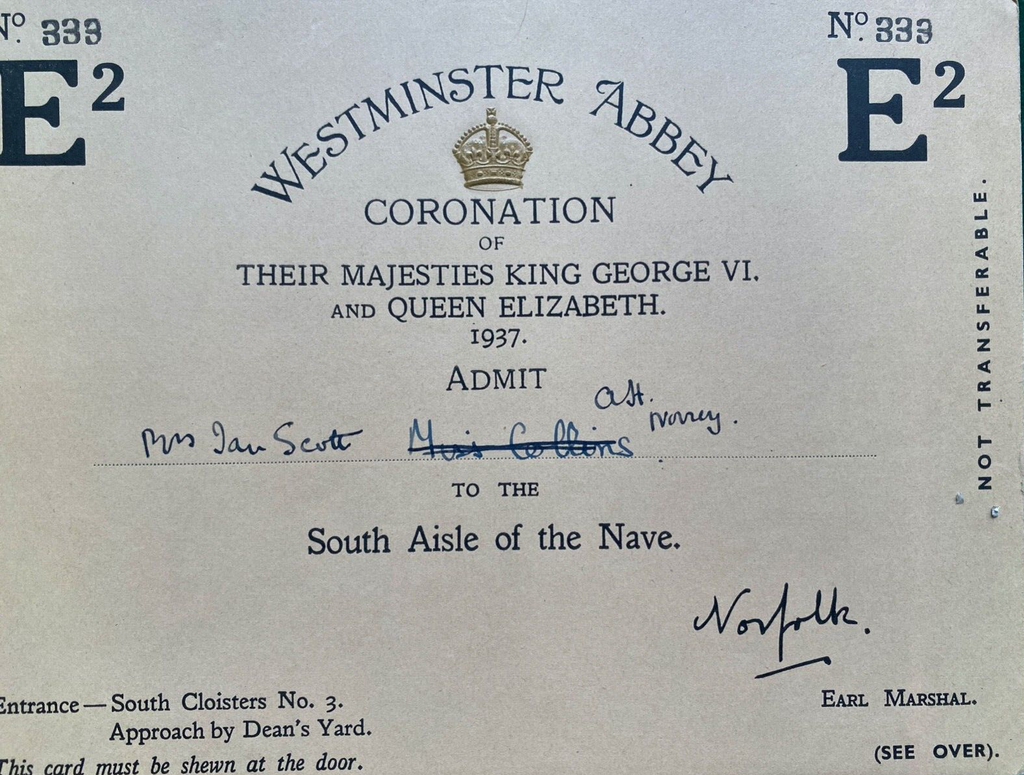 No. 333 No. 333
E2 E2
WESTMINSTER ABBEY
CORONATION
OF
THEIR MAJESTIES KING GEORGE VI.
AND QUEEN ELIZABETH.
1937.
ADMIT
Mrs Ian Scott Miss Collins
TO THE
South Aisle of the Nave.
Norfolk.
EARL MARSHAL.
Entrance — South Cloisters No. 3.
Approach by Dean's Yard.
This card must be shewn at the door.
(SEE OVER).
NOT TRANSFERABLE.